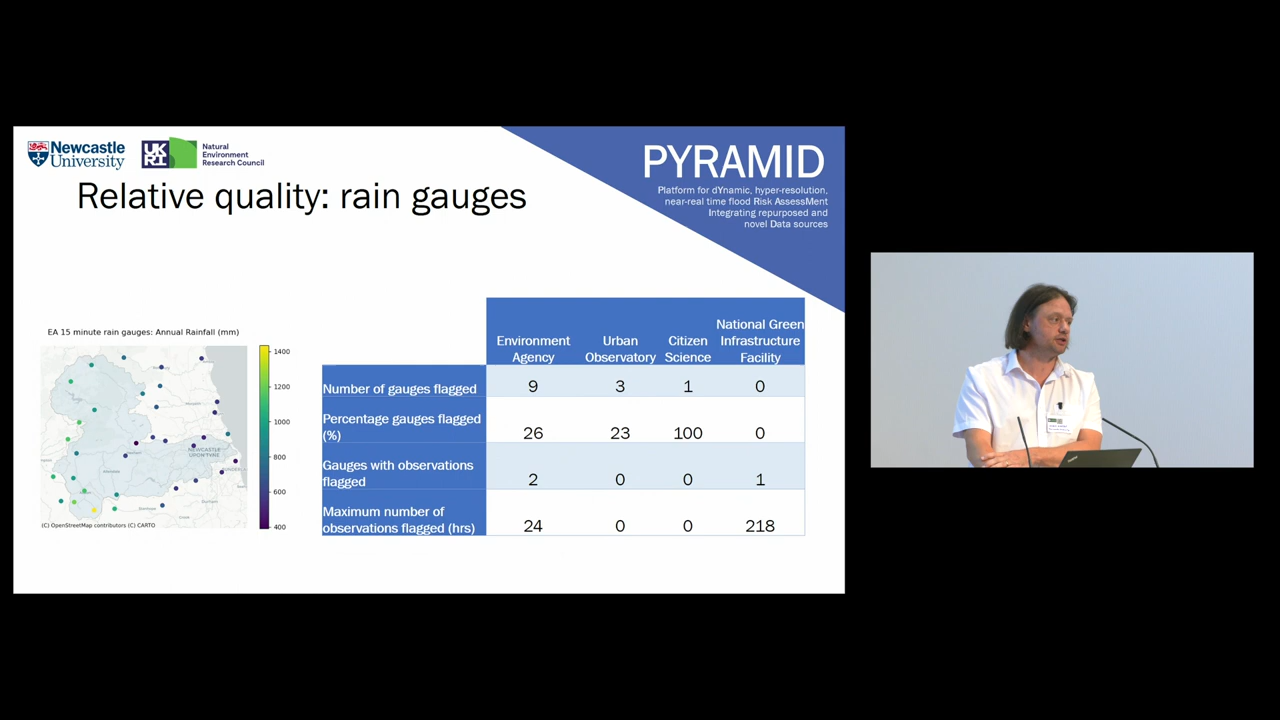 Newcastle
University
UK
RI
Natural
Environment
Research Council
PYRAMID
Platform for dYnamic, hyper-resolution,
near-real time flood Risk AssessMent
Integrating repurposed and
novel Data sources
Relative quality: rain gauges
EA 15 minute rain gauges: Annual Rainfall (mm)
1400
1200
1000
800
600
400
NEWCASTLE
UPON TYNE
(C) OpenStreetMap contributors (C) CARTO
Environment Agency
Urban Observatory
Citizen Science
National Green Infrastructure Facility
Number of gauges flagged 9 3 1 0
Percentage gauges flagged (%) 26 23 100 0
Gauges with observations flagged 2 0 0 1
Maximum number of observations flagged (hrs) 24 0 0 218